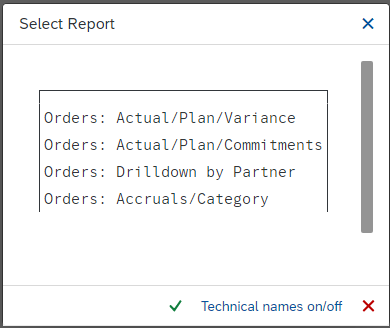 Select Report
Orders: Actual/Plan/Variance
Orders: Actual/Plan/Commitments
Orders: Drilldown by Partner
Orders: Accruals/Category
Technical names on/off